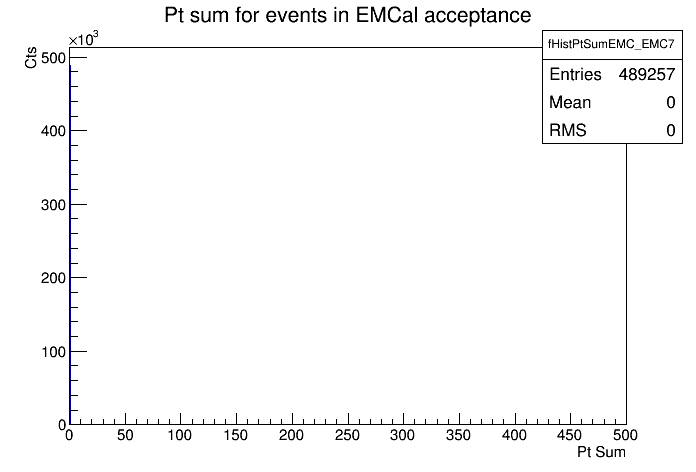 Pt sum for events in EMCal acceptance
×10³
Cts
fHistPtSumEMC_EMC7
Entries 489257
Mean 0
RMS 0
500
400
300
200
100
0
0 50 100 150 200 250 300 350 400 450 500
Pt Sum